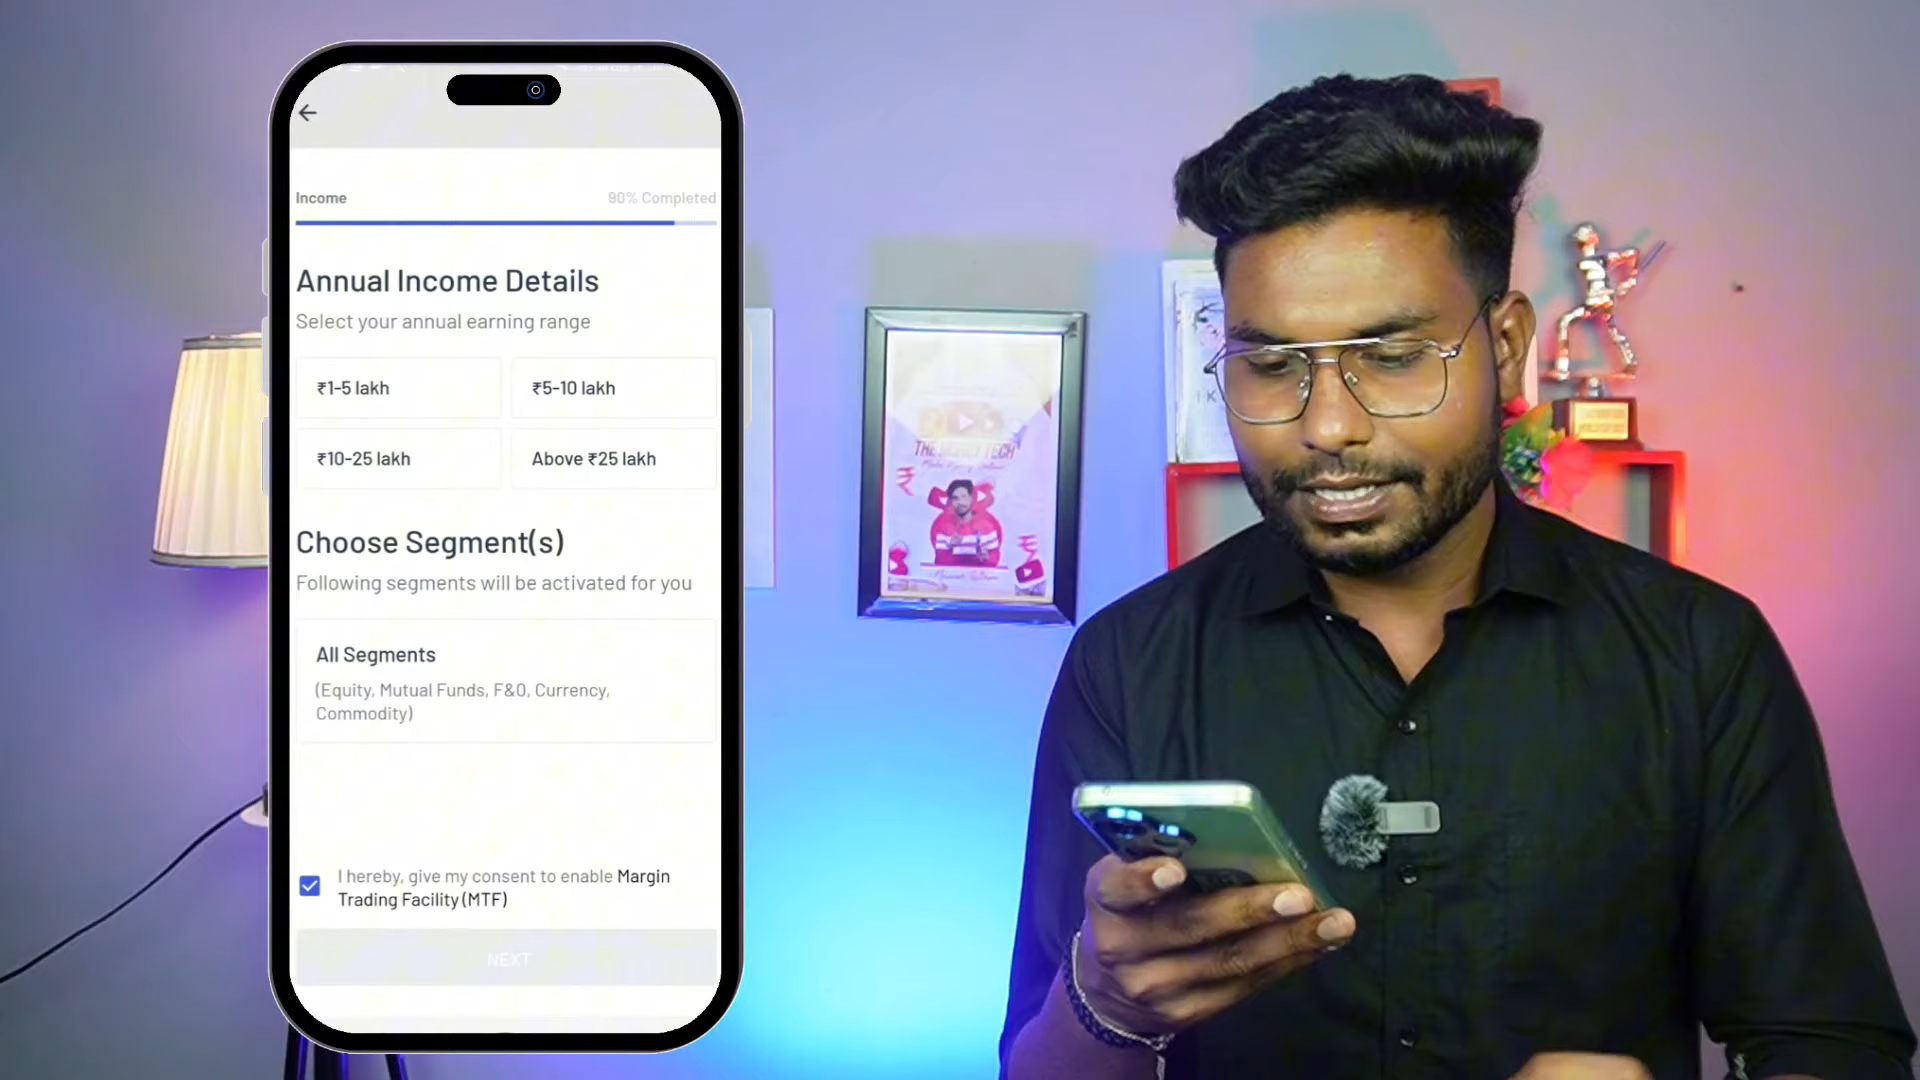 Income
90% Completed
Annual Income Details
Select your annual earning range
₹1-5 lakh
₹5-10 lakh
₹10-25 lakh
Above ₹25 lakh
Choose Segment(s)
Following segments will be activated for you
All Segments
(Equity, Mutual Funds, F&O, Currency,
Commodity)
I hereby, give my consent to enable Margin
Trading Facility (MTF)
NEXT